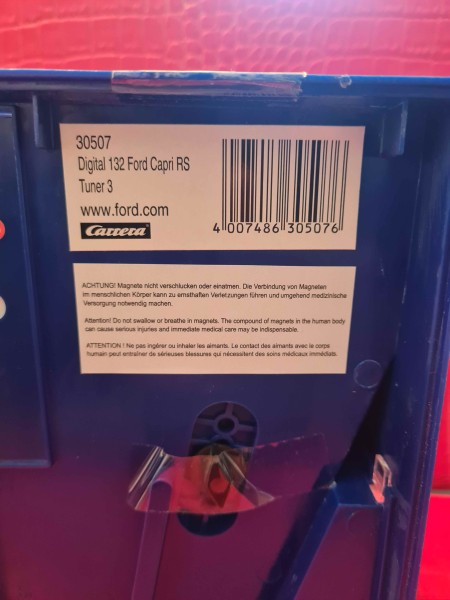 30507
Digital 132 Ford Capri RS
Tuner 3
www.ford.com
Carrera
4 007486 305076
ACHTUNG! Magnete nicht verschlucken oder einatmen. Die Verbindung von Magneten
im menschlichen Körper kann zu ernsthaften Verletzungen führen und umgehend medizinische
Versorgung notwendig machen.
Attention! Do not swallow or breathe in magnets. The compound of magnets in the human body
can cause serious injuries and immediate medical care may be indispensable.
ATTENTION ! Ne pas ingérer ou inhaler les aimants. Le contact des aimants avec le corps
humain peut entraîner de sérieuses blessures qui nécessitent des soins médicaux immédiats.